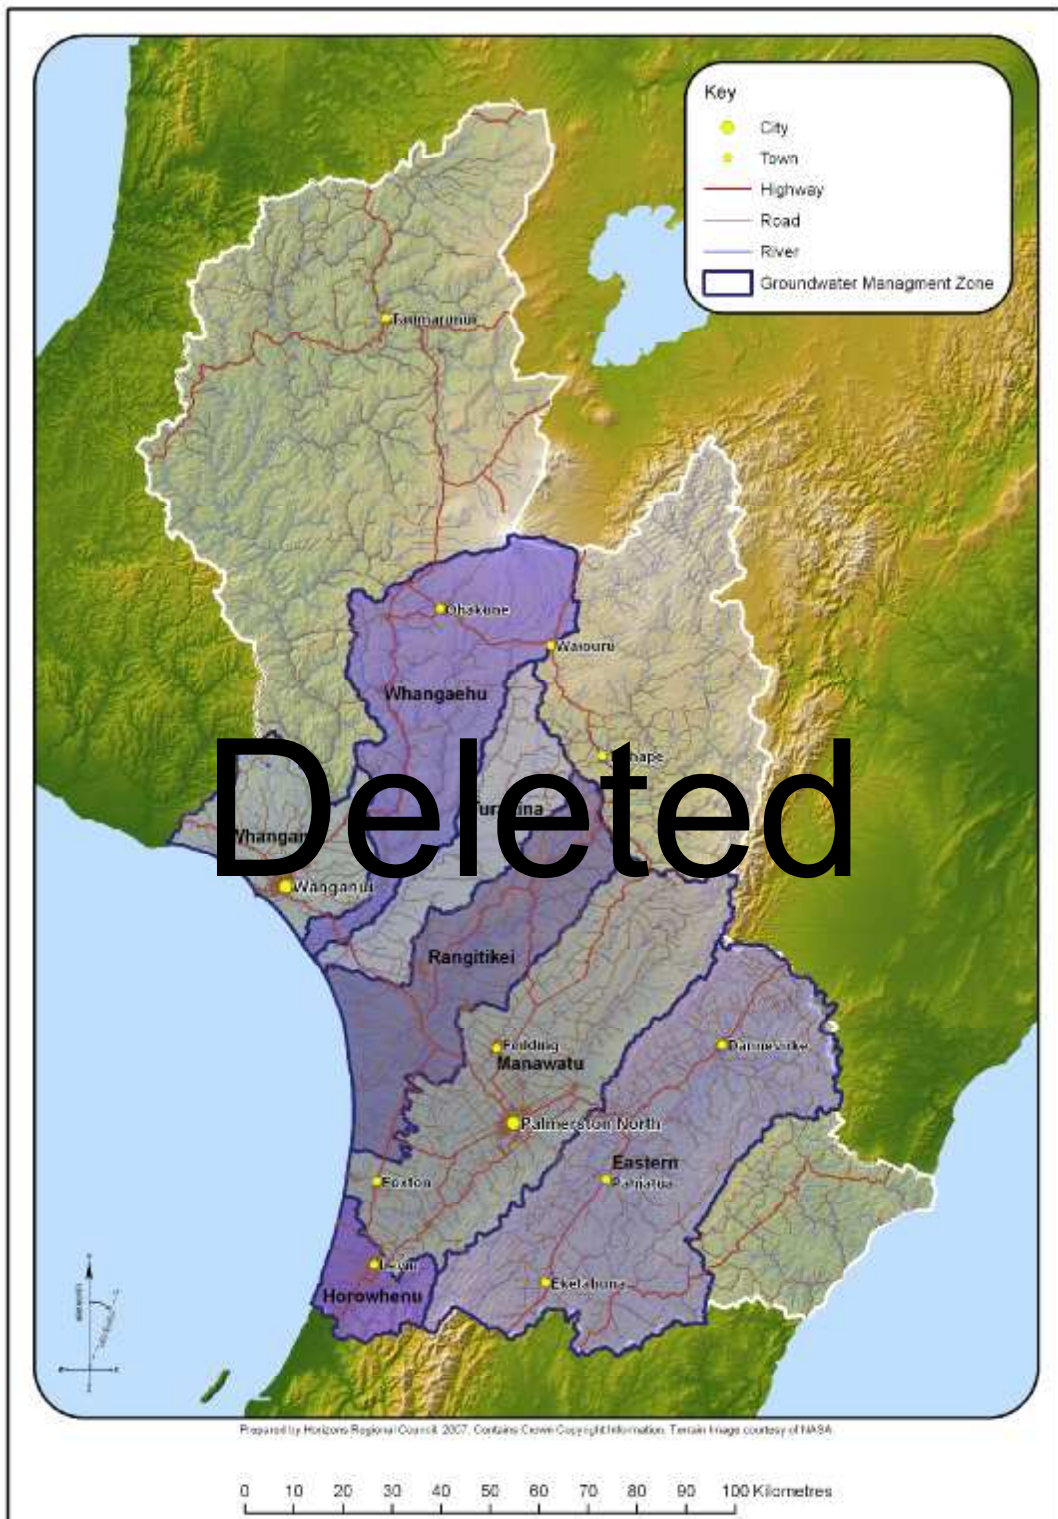 Key
City
Town
Highway
Road
River
Groundwater Managment Zone
Taumarunui
Ohakune
Waiouru
Whangaehu
Deleted
Wanganui
Rangitikei
Feilding
Manawatu
Dannevirke
Palmerston North
Eastern
Pahiatua
Foxton
Levin
Eketahuna
Horowhenu
Prepared by Horizons Regional Council, 2007. Contains Crown Copyright Information. Terrain Image courtesy of NASA
0 10 20 30 40 50 60 70 80 90 100 Kilometres